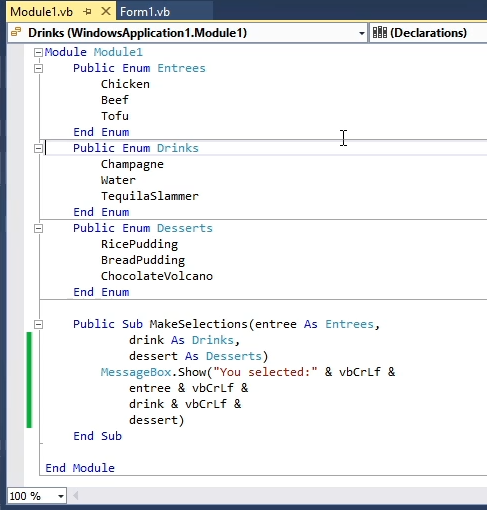 Module1.vb Form1.vb
Drinks (WindowsApplication1.Module1) (Declarations)
Module Module1
Public Enum Entrees
Chicken
Beef
Tofu
End Enum
Public Enum Drinks
Champagne
Water
TequilaSlammer
End Enum
Public Enum Desserts
RicePudding
BreadPudding
ChocolateVolcano
End Enum
Public Sub MakeSelections(entree As Entrees,
drink As Drinks,
dessert As Desserts)
MessageBox.Show("You selected:" & vbCrLf &
entree & vbCrLf &
drink & vbCrLf &
dessert)
End Sub
End Module
100 %